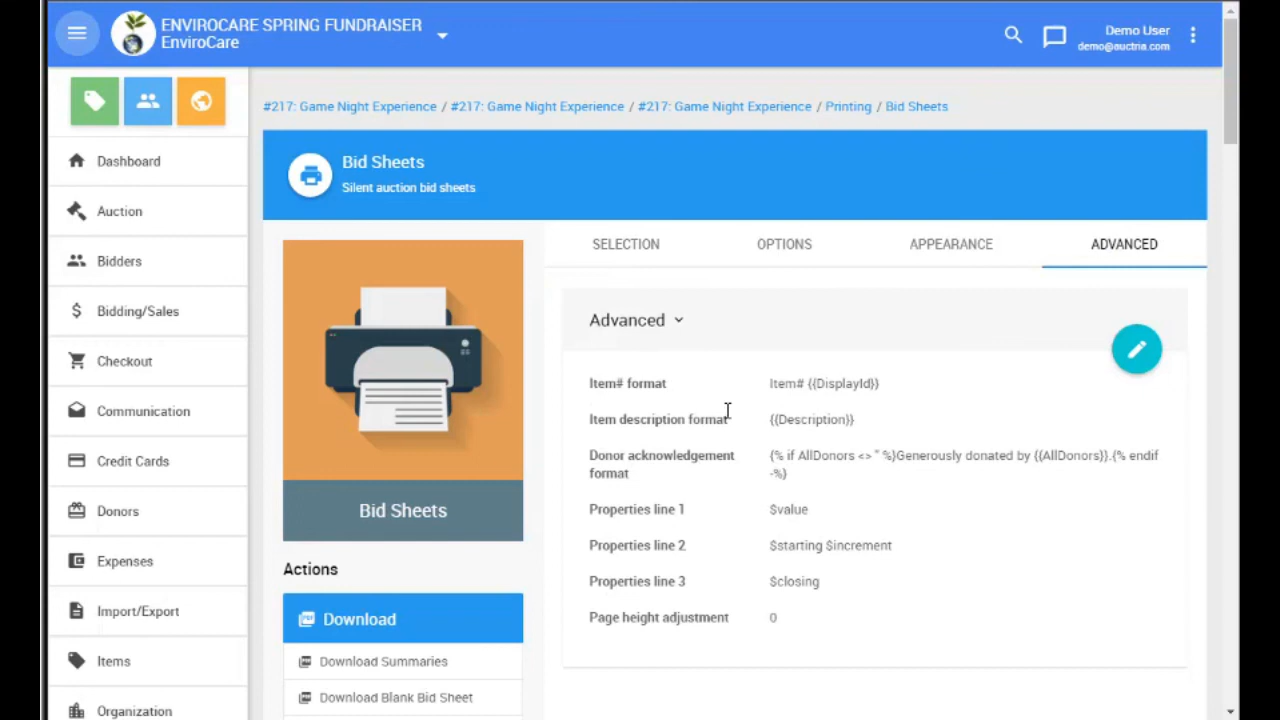 ENVIROCARE SPRING FUNDRAISER
EnviroCare
Demo User
demo@auctria.com
#217: Game Night Experience / #217: Game Night Experience / #217: Game Night Experience / Printing / Bid Sheets
Dashboard
Auction
Bidders
Bidding/Sales
Checkout
Communication
Credit Cards
Donors
Expenses
Import/Export
Items
Organization
Bid Sheets
Silent auction bid sheets
Bid Sheets
Actions
Download
Download Summaries
Download Blank Bid Sheet
SELECTION OPTIONS APPEARANCE ADVANCED
Advanced
Item# format Item# {{DisplayId}}
Item description format {{Description}}
Donor acknowledgement format {% if AllDonors <> '' %}Generously donated by {{AllDonors}}.{% endif
-%}
Properties line 1 $value
Properties line 2 $starting $increment
Properties line 3 $closing
Page height adjustment 0